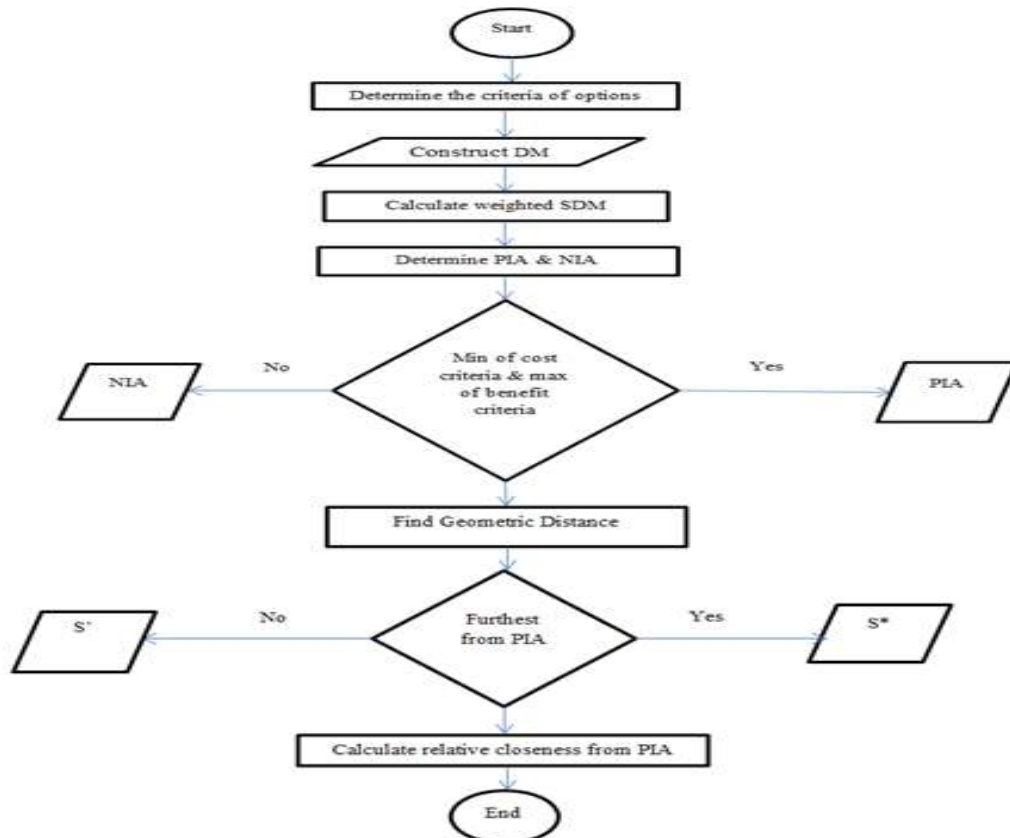 Start
Determine the criteria of options
Construct DM
Calculate weighted SDM
Determine PIA & NIA
Min of cost
criteria & max
of benefit
criteria
No
Yes
NIA
PIA
Find Geometric Distance
Furthest
from PIA
No
Yes
S`
S*
Calculate relative closeness from PIA
End